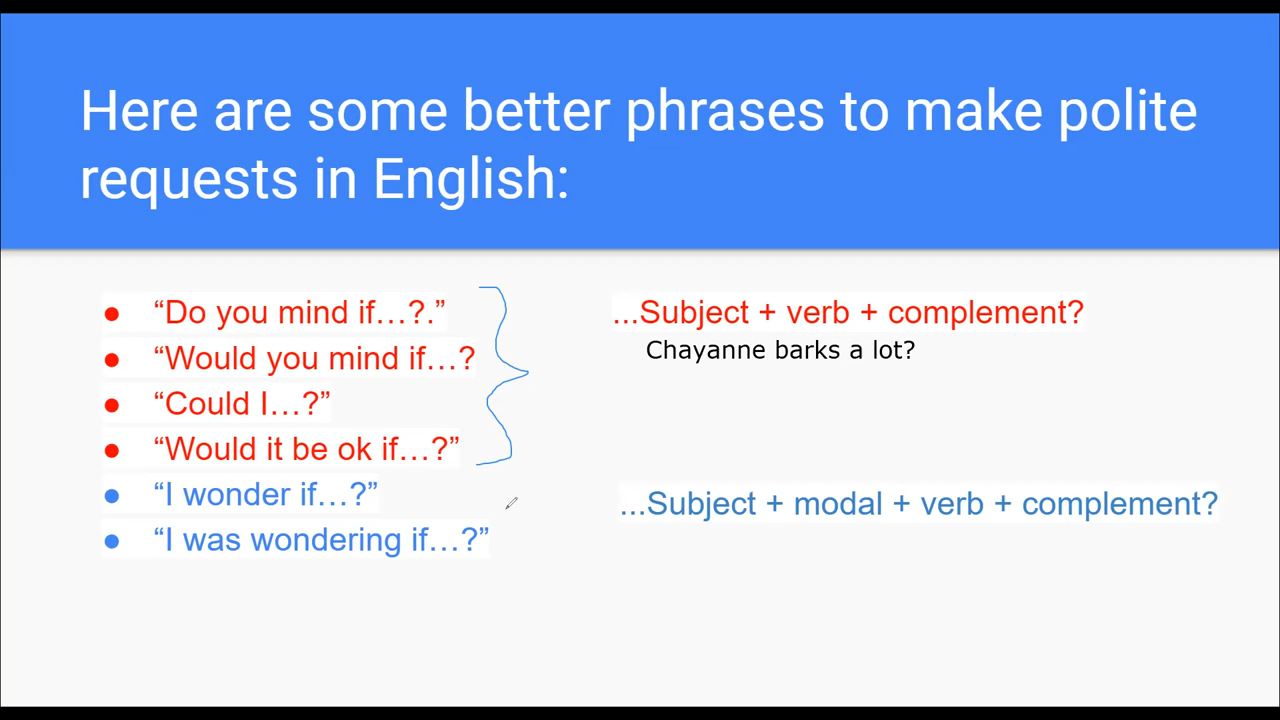 Here are some better phrases to make polite
requests in English:
● “Do you mind if…?.”
● “Would you mind if…?
● “Could I…?”
● “Would it be ok if…?”
● “I wonder if…?”
● “I was wondering if…?”
...Subject + verb + complement?
Chayanne barks a lot?
...Subject + modal + verb + complement?